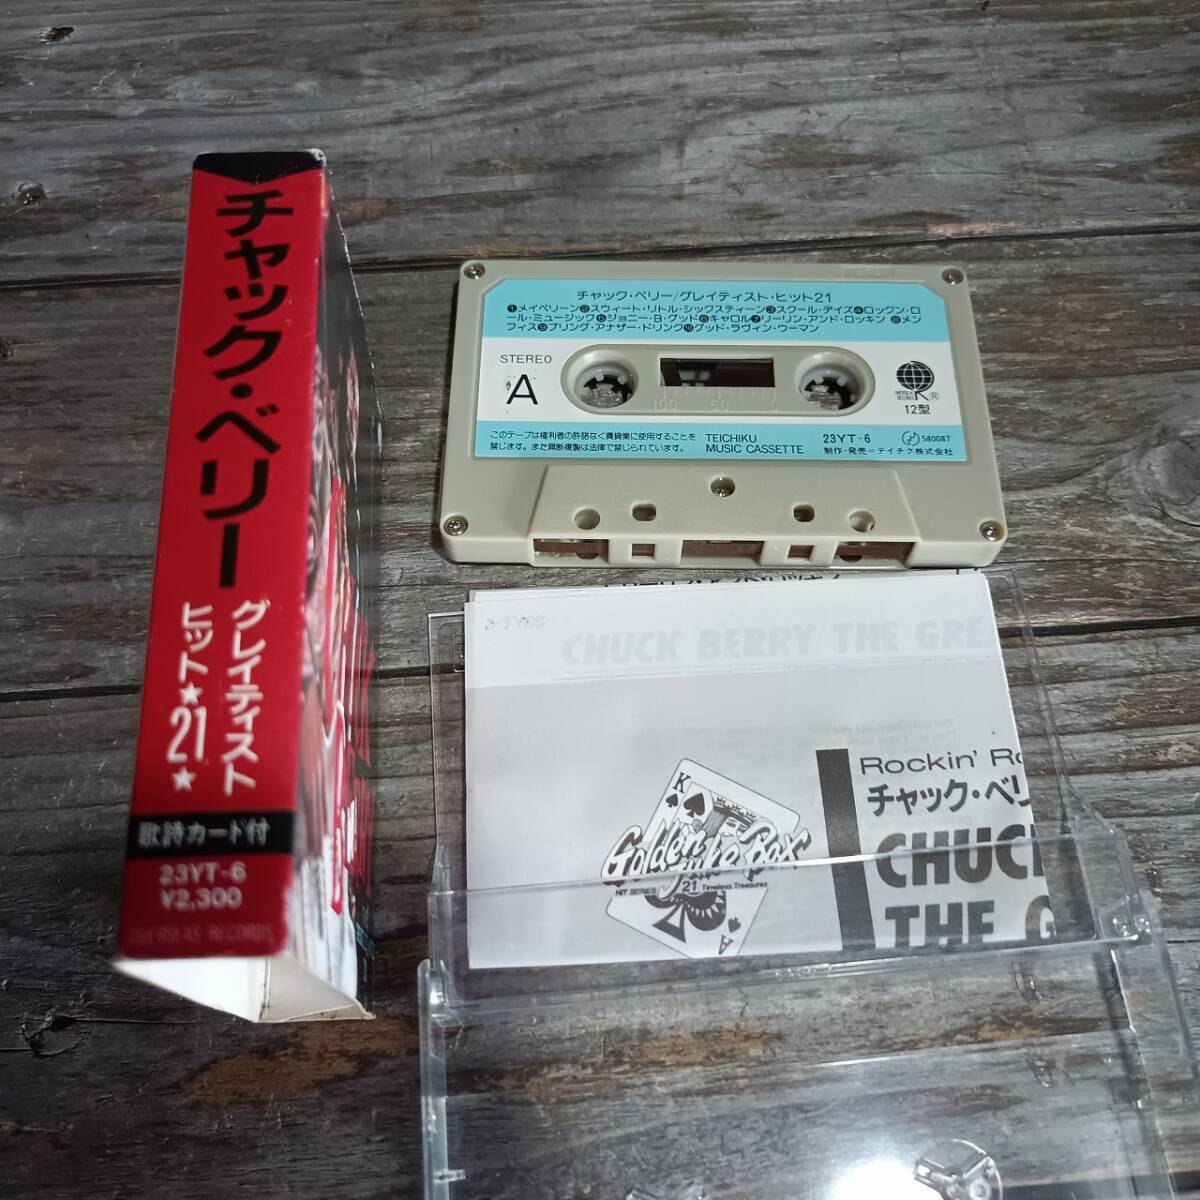 チャック・ベリー
グレイティスト
ヒット★21★
歌詩カード付
23YT-6
¥2,300
OVERSEAS RECORDS
チャック・ベリー/グレイティスト・ヒット21
❶メイベリーン❷スウィート・リトル・シックスティーン❸スクール・デイズ❹ロックン・ロ
ール・ミュージック❺ジョニー・B・グッド❻キャロル❼リーリン・アンド・ロッキン❽メン
フィス❾ブリング・アナザー・ドリンク❿グッド・ラヴィン・ウーマン
STEREO
A
100 50 0
OVERSEAS
RECORDS
R
12型
このテープは権利者の許諾なく賃貸業に使用することを
禁じます。また無断複製は法律で禁じられています。
TEICHIKU
MUSIC CASSETTE
23YT-6
S80087
制作・発売=テイチク株式会社
CHUCK BERRY/THE GREA
K
Golden Juke Box
HIT SERIES 21 Timeless Treasures
A
Rockin' Ro
チャック・ベリ
CHUC
THE G